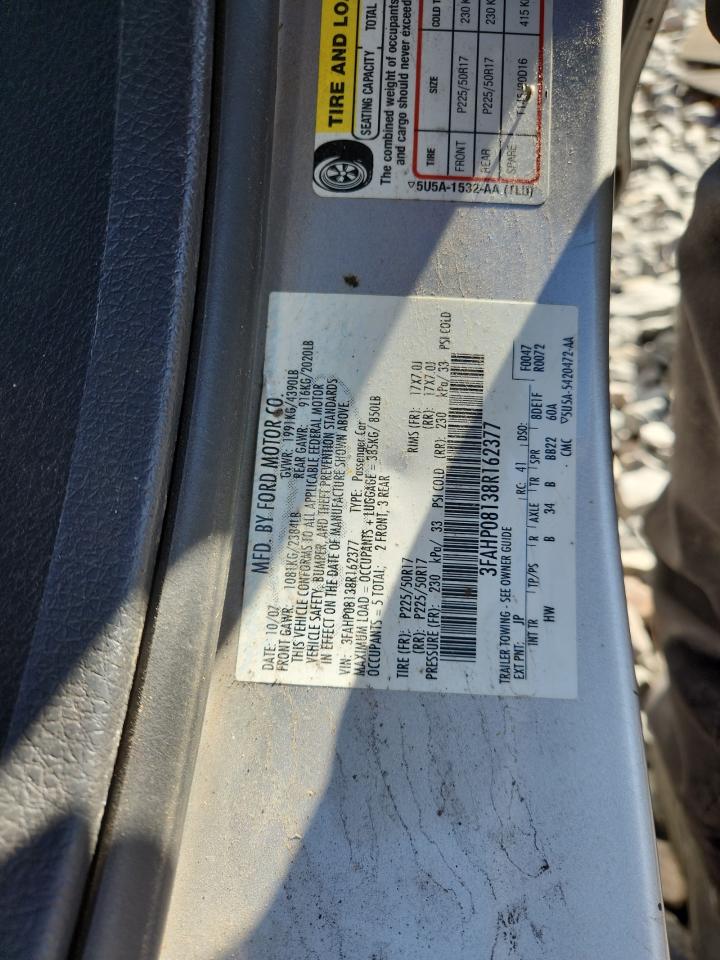 TIRE AND LOA
SEATING CAPACITY TOTAL
The combined weight of occupants
and cargo should never exceed
TIRE SIZE COLD T
FRONT P225/50R17 230 K
REAR P225/50R17 230 K
SPARE 415 K
5U5A-1532-AA (TLD)
MFD. BY FORD MOTOR CO.
DATE: 10/07 GVWR: 1991KG/4390LB
FRONT GAWR: 1081KG/2384LB REAR GAWR: 916KG/2020LB
THIS VEHICLE CONFORMS TO ALL APPLICABLE FEDERAL MOTOR
VEHICLE SAFETY, BUMPER, AND THEFT PREVENTION STANDARDS
IN EFFECT ON THE DATE OF MANUFACTURE SHOWN ABOVE.
VIN: 3FAHP08138R162377 TYPE: Passenger Car
MAXIMUM LOAD = OCCUPANTS + LUGGAGE = 385KG/ 850LB
OCCUPANTS = 5 TOTAL; 2 FRONT, 3 REAR
TIRE (FR): P225/50R17 RIMS (FR): 17X7.0J
(RR): P225/50R17 (RR): 17X7.0J
PRESSURE (FR): 230 kPa/ 33 PSI COLD (RR): 230 kPa/ 33 PSI COLD
3FAHP08138R162377
TRAILER TOWING - SEE OWNER GUIDE
F0047
R0072
EXT PNT: JP RC: 41 DSO:
INT TR TP/PS R AXLE TR SPR BDE1F
HW B 34 B BB22 60A
CMC ▽5U5A-5420472-AA